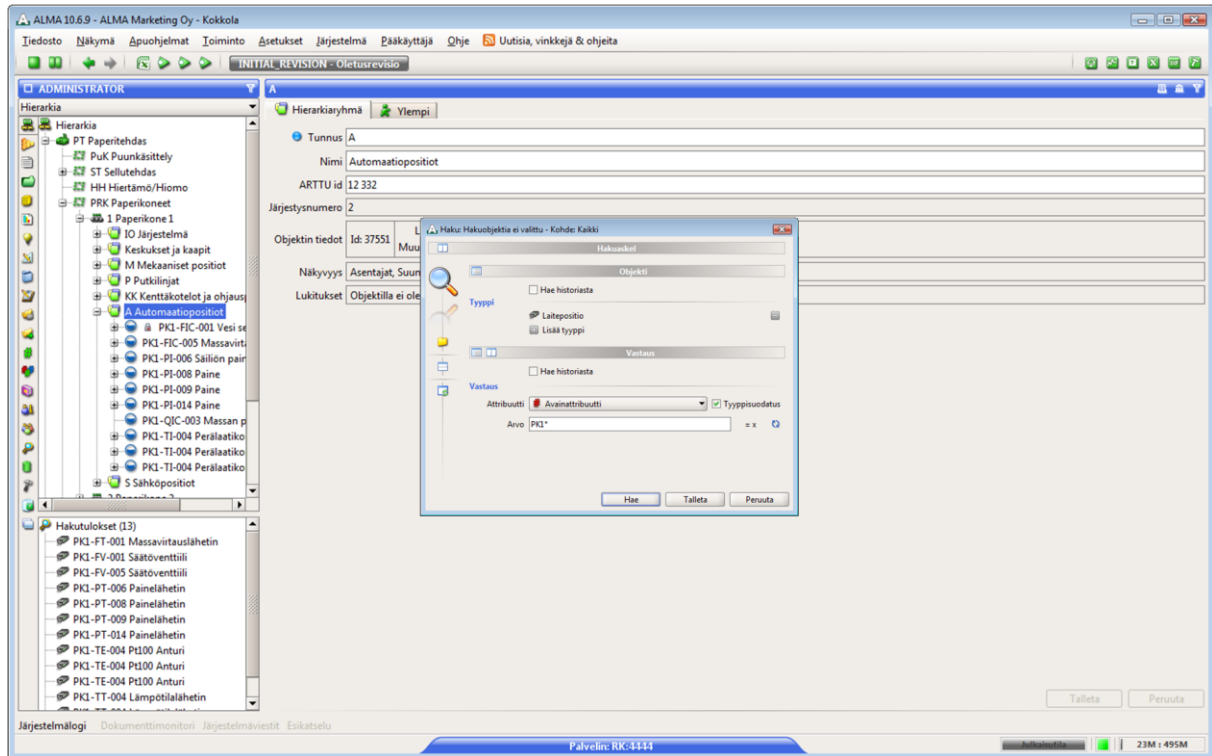 ALMA 10.6.9 - ALMA Marketing Oy - Kokkola
Tiedosto Näkymä Apuohjelmat Toiminto Asetukset Järjestelmä Pääkäyttäjä Ohje Uutisia, vinkkejä & ohjeita
INITIAL_REVISION - Oletusrevisio
ADMINISTRATOR
Hierarkia
Hierarkia
PT Paperitehdas
PuK Puunkäsittely
ST Sellutehdas
HH Hiertämö/Hiomo
PRK Paperikoneet
1 Paperikone 1
IO Järjestelmä
Keskukset ja kaapit
M Mekaaniset positiot
P Putkilinjat
KK Kenttäkotelot ja ohjausp
A Automaatiopositiot
PK1-FIC-001 Vesi se
PK1-FIC-005 Massavirta
PK1-PI-006 Säiliön pain
PK1-PI-008 Paine
PK1-PI-009 Paine
PK1-PI-014 Paine
PK1-QIC-003 Massan p
PK1-TI-004 Perälaatiko
PK1-TI-004 Perälaatiko
PK1-TI-004 Perälaatiko
S Sähköpositiot
2 Paperikone 2
Hakutulokset (13)
PK1-FT-001 Massavirtauslähetin
PK1-FV-001 Säätöventtiili
PK1-FV-005 Säätöventtiili
PK1-PT-006 Painelähetin
PK1-PT-008 Painelähetin
PK1-PT-009 Painelähetin
PK1-PT-014 Painelähetin
PK1-TE-004 Pt100 Anturi
PK1-TE-004 Pt100 Anturi
PK1-TE-004 Pt100 Anturi
PK1-TT-004 Lämpötilalähetin
A
Hierarkiaryhmä Ylempi
Tunnus A
Nimi Automaatiopositiot
ARTTU id 12 332
Järjestysnumero 2
Objektin tiedot Id: 37551 L
Muu
Näkyvyys Asentajat, Suun
Lukitukset Objektilla ei ole
Haku: Hakuobjektia ei valittu - Kohde: Kaikki
Hakuaskel
Objekti
Hae historiasta
Tyyppi
Laitepositio
Lisää tyyppi
Vastaus
Hae historiasta
Vastaus
Attribuutti Avainattribuutti Tyyppisuodatus
Arvo PK1* = x
Hae Talleta Peruuta
Talleta Peruuta
Järjestelmälogi Dokumenttimonitori Järjestelmäviestit Esikatselu
Palvelin: RK:4444
Julkaisutila 23M : 495M